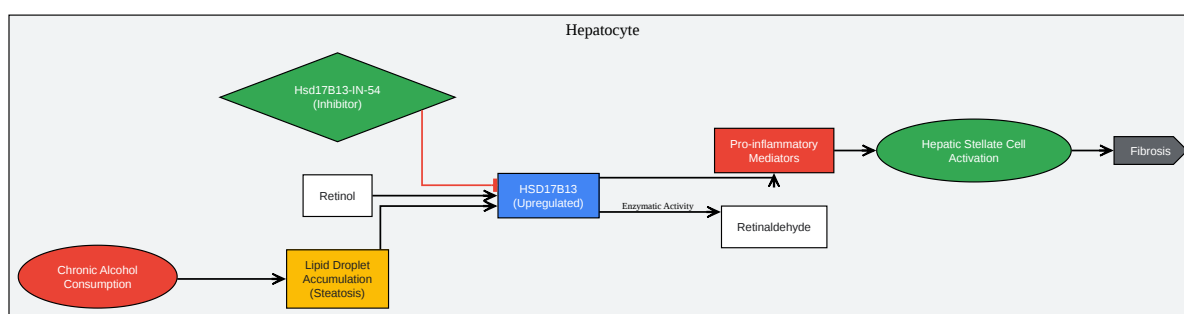 Hepatocyte
Hsd17B13-IN-54
(Inhibitor)
Pro-inflammatory
Mediators
Hepatic Stellate Cell
Activation
Fibrosis
Retinol
HSD17B13
(Upregulated)
Enzymatic Activity
Retinaldehyde
Chronic Alcohol
Consumption
Lipid Droplet
Accumulation
(Steatosis)